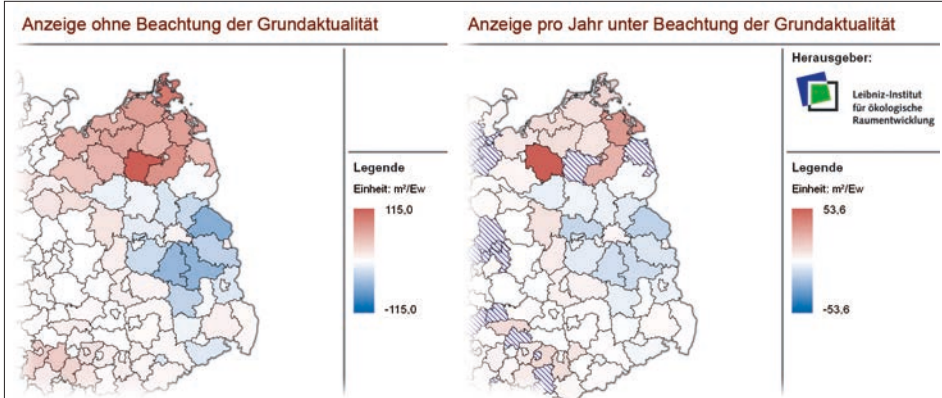 Anzeige ohne Beachtung der Grundaktualität
Legende
Einheit: m²/Ew
115,0
-115,0
Anzeige pro Jahr unter Beachtung der Grundaktualität
Herausgeber:
Leibniz-Institut
für ökologische
Raumentwicklung
Legende
Einheit: m²/Ew
53,6
-53,6